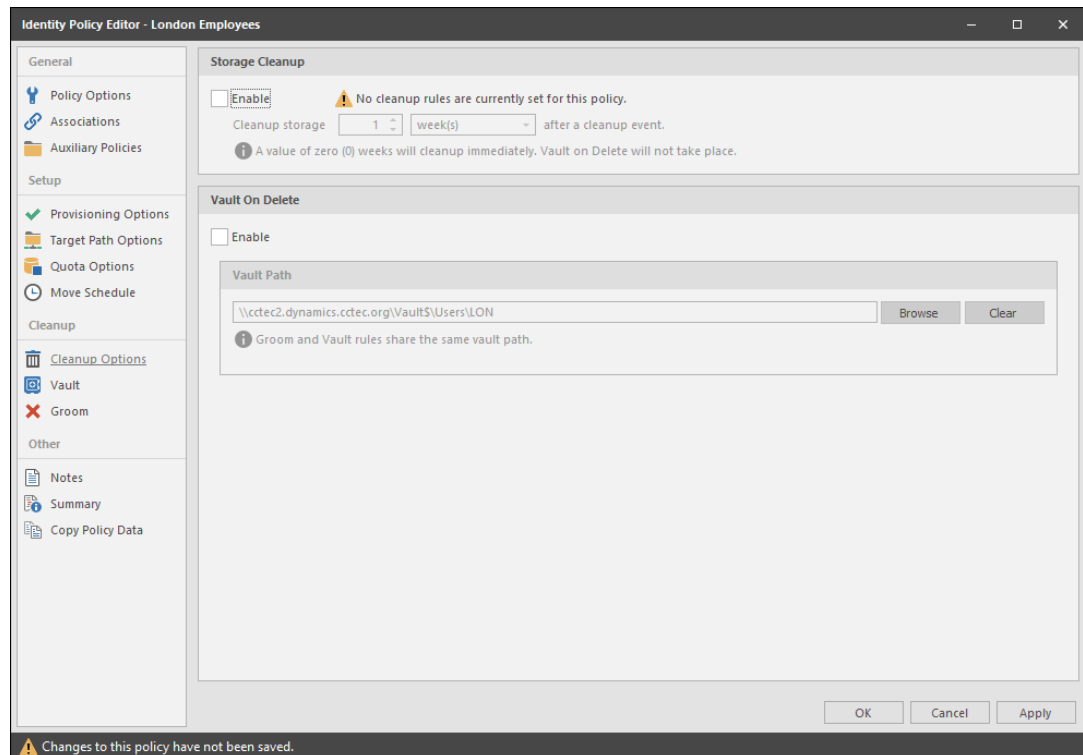 Identity Policy Editor - London Employees
General
Policy Options
Associations
Auxiliary Policies
Setup
Provisioning Options
Target Path Options
Quota Options
Move Schedule
Cleanup
Cleanup Options
Vault
Groom
Other
Notes
Summary
Copy Policy Data
Storage Cleanup
Enable No cleanup rules are currently set for this policy.
Cleanup storage 1 week(s) after a cleanup event.
A value of zero (0) weeks will cleanup immediately. Vault on Delete will not take place.
Vault On Delete
Enable
Vault Path
\\cctec2.dynamics.cctec.org\Vault$\Users\LON Browse Clear
Groom and Vault rules share the same vault path.
OK Cancel Apply
Changes to this policy have not been saved.